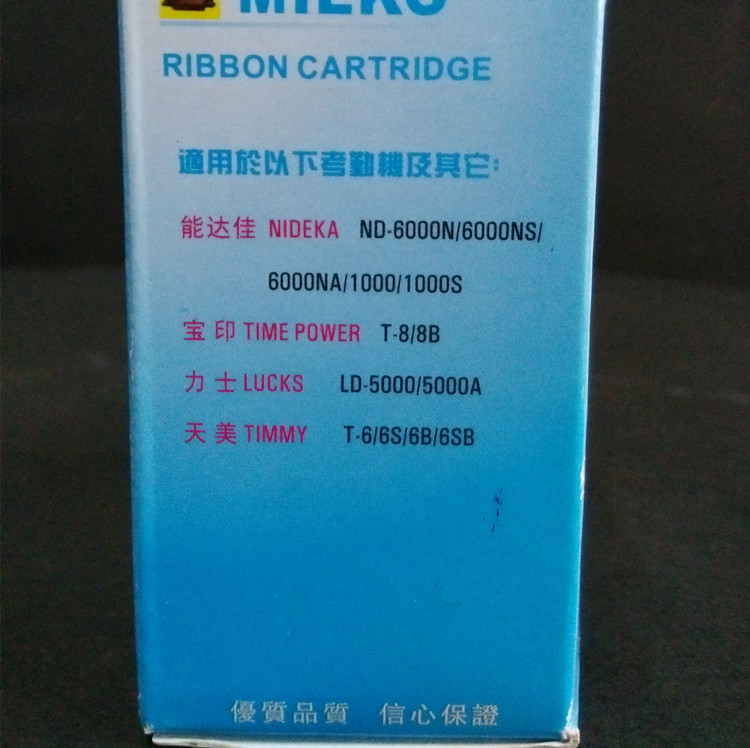 RIBBON CARTRIDGE
適用於以下考勤機及其它:
能达佳 NIDEKA ND-6000N/6000NS/
6000NA/1000/1000S
宝印 TIME POWER T-8/8B
力士 LUCKS LD-5000/5000A
天美 TIMMY T-6/6S/6B/6SB
優質品質 信心保證